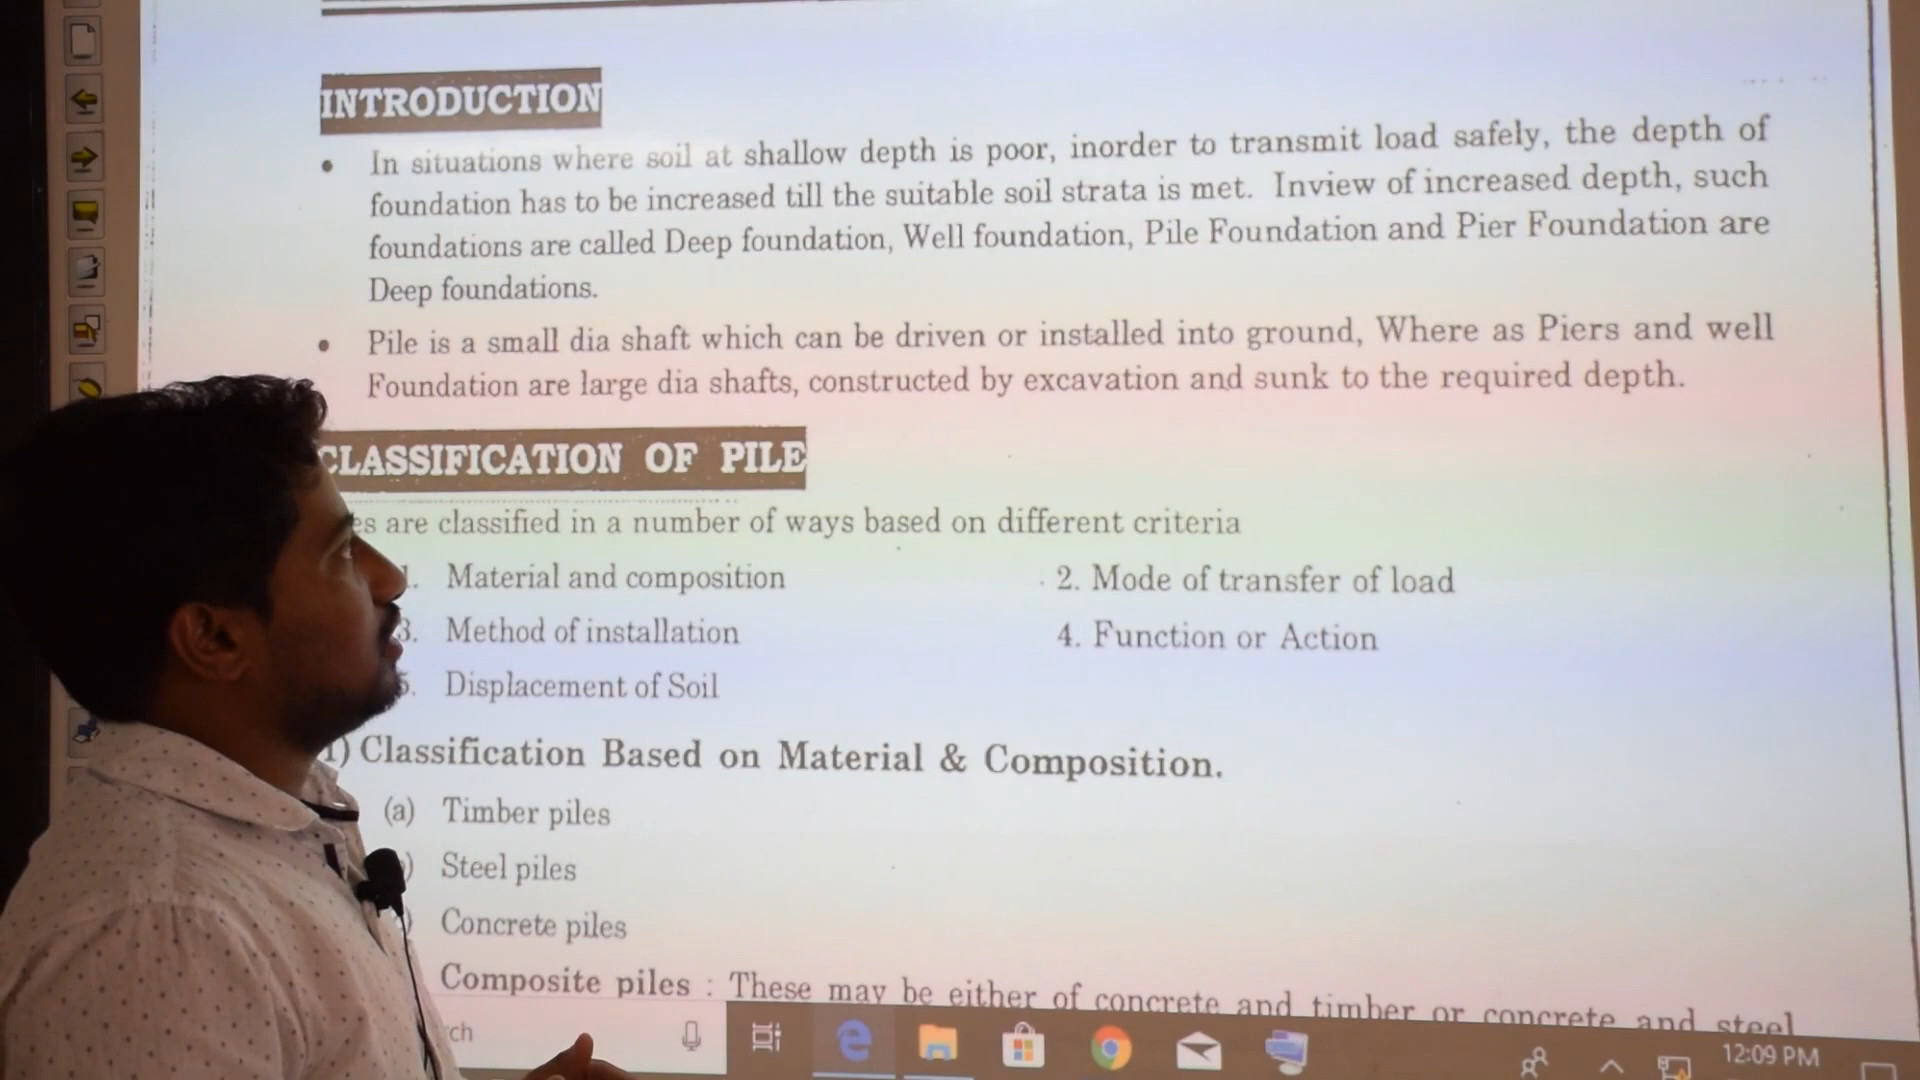 INTRODUCTION
• In situations where soil at shallow depth is poor, inorder to transmit load safely, the depth of
foundation has to be increased till the suitable soil strata is met. Inview of increased depth, such
foundations are called Deep foundation, Well foundation, Pile Foundation and Pier Foundation are
Deep foundations.
• Pile is a small dia shaft which can be driven or installed into ground, Where as Piers and well
Foundation are large dia shafts, constructed by excavation and sunk to the required depth.
CLASSIFICATION OF PILE
es are classified in a number of ways based on different criteria
1. Material and composition 2. Mode of transfer of load
3. Method of installation 4. Function or Action
5. Displacement of Soil
1) Classification Based on Material & Composition.
(a) Timber piles
) Steel piles
) Concrete piles
Composite piles : These may be either of concrete and timber or concrete and steel
rch
12:09 PM